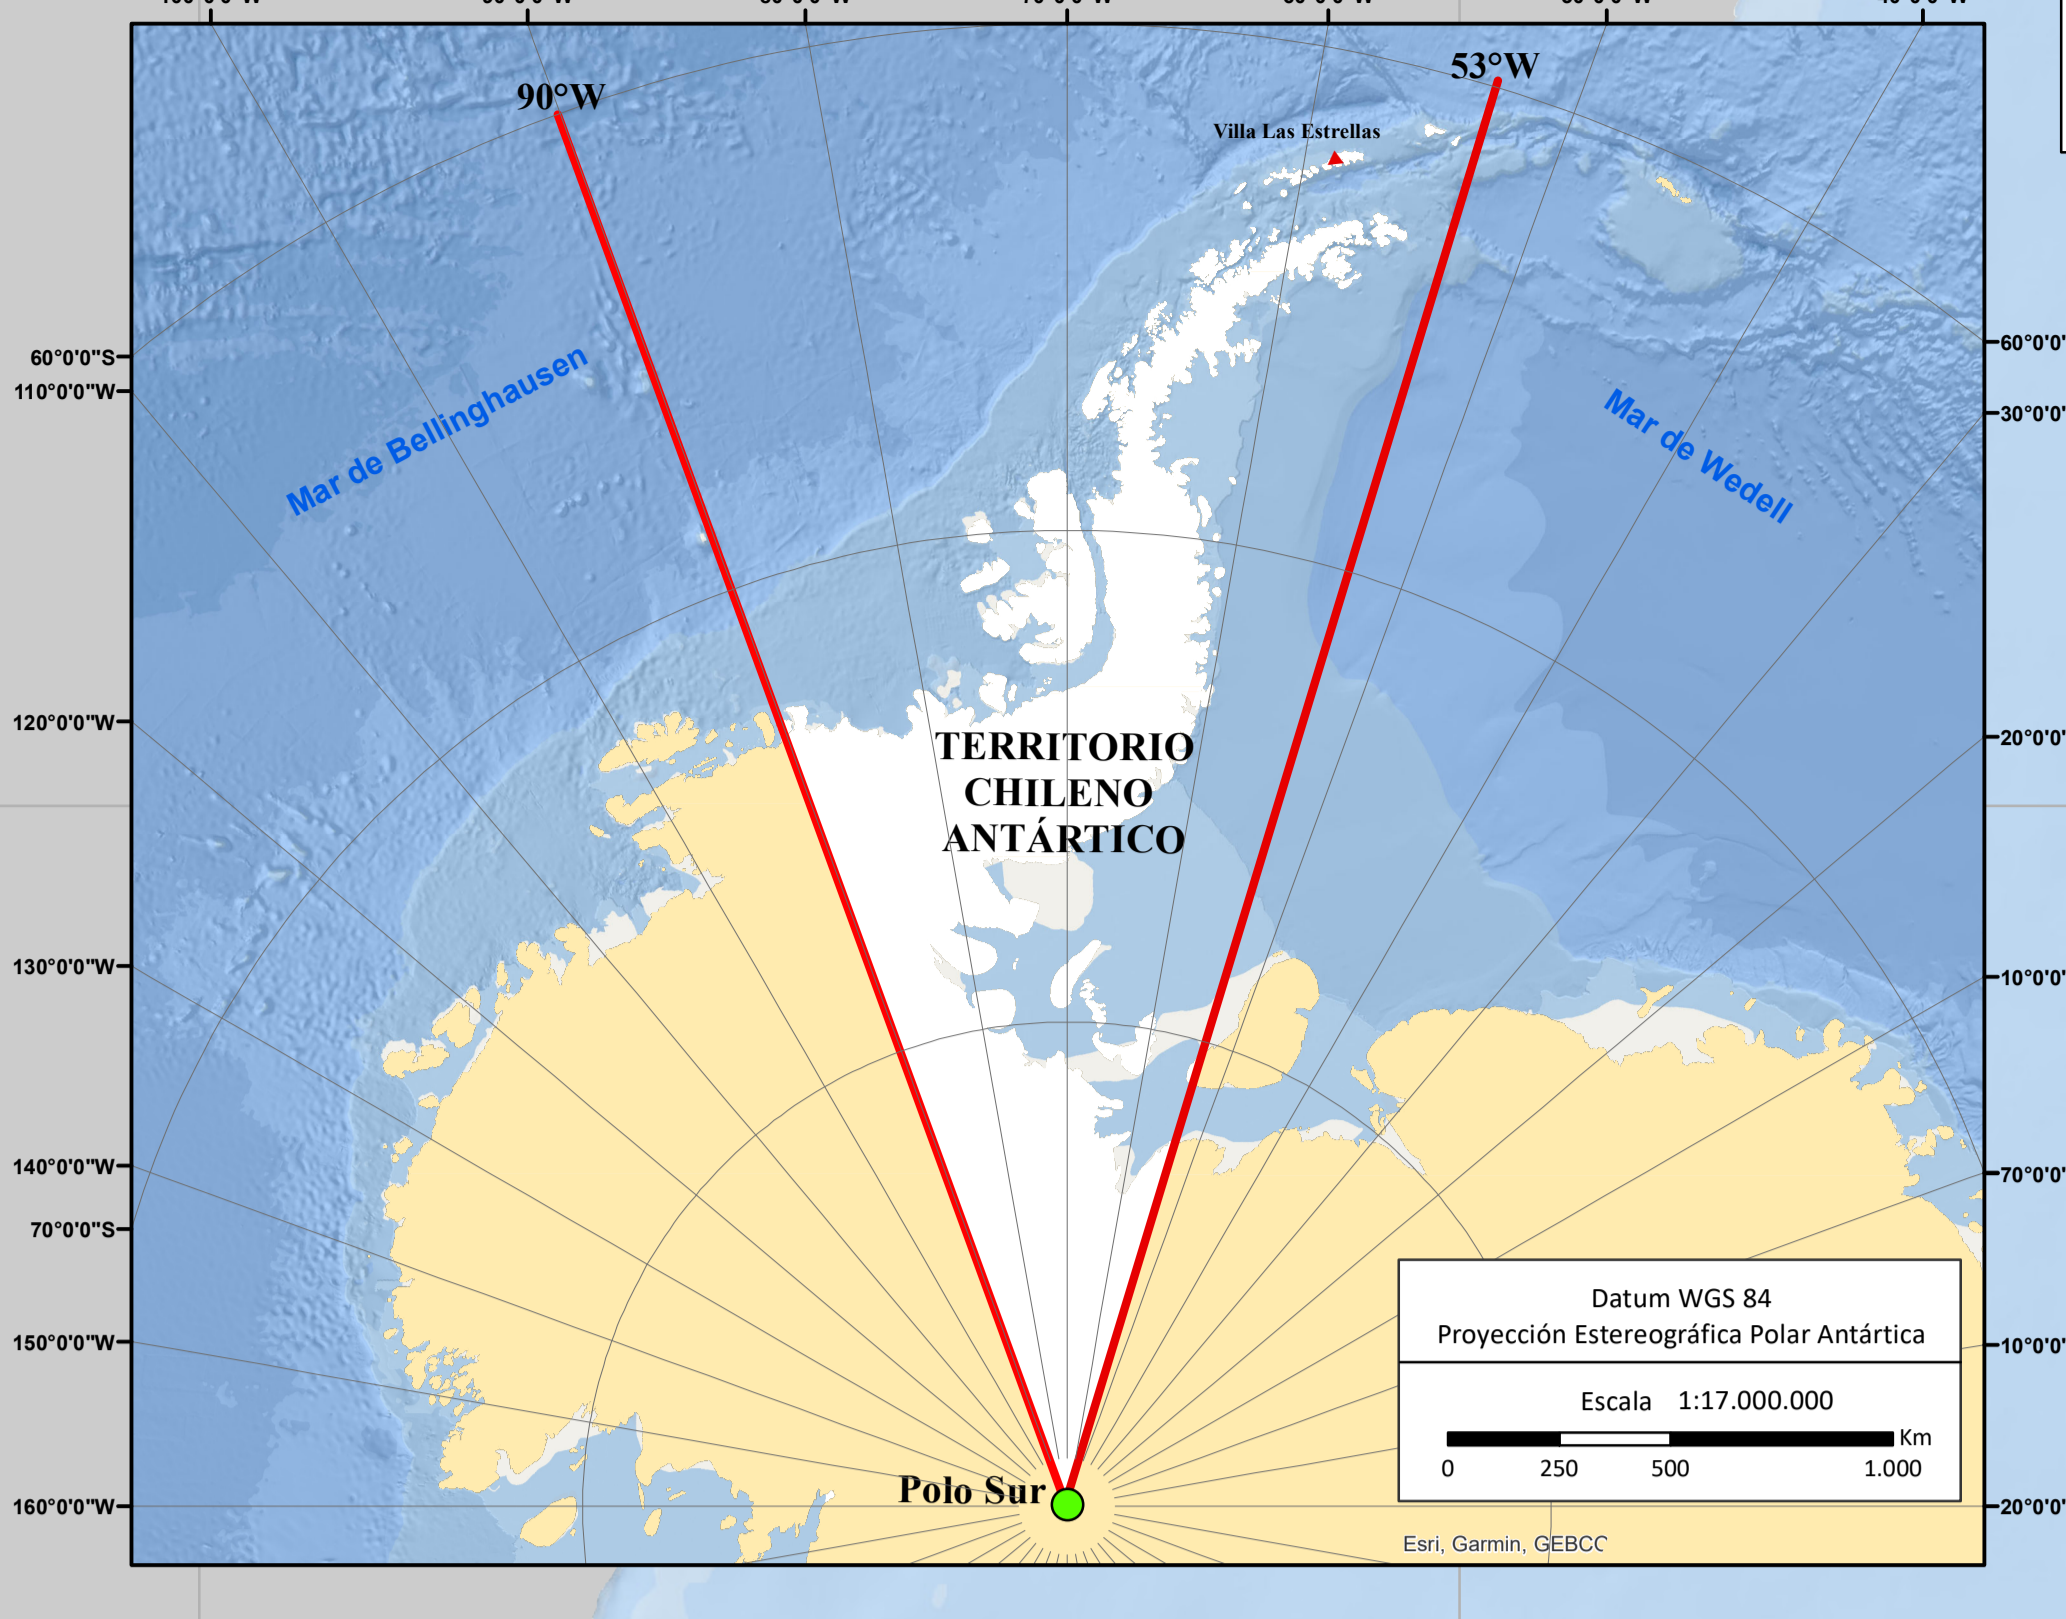 90°W
53°W
Villa Las Estrellas
60°0'0"S
110°0'0"W
120°0'0"W
130°0'0"W
140°0'0"W
70°0'0"S
150°0'0"W
160°0'0"W
Mar de Bellinghausen
Mar de Wedell
TERRITORIO
CHILENO
ANTÁRTICO
60°0'0'
30°0'0'
20°0'0'
10°0'0'
70°0'0'
10°0'0'
20°0'0'
Polo Sur
Datum WGS 84
Proyección Estereográfica Polar Antártica
Escala 1:17.000.000
Km
0 250 500 1.000
Esri, Garmin, GEBCC